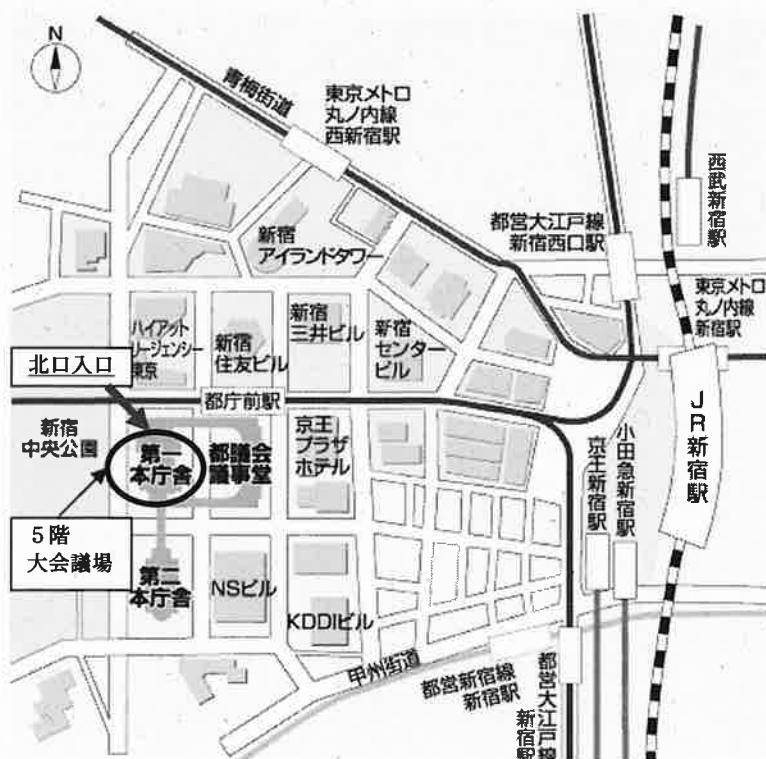 N
青梅街道
東京メトロ
丸ノ内線
西新宿駅
西武新宿駅
都営大江戸線
新宿西口駅
新宿
アイランドタワー
東京メトロ
丸ノ内線
新宿駅
ハイアット
リージェンシー
東京
新宿
住友ビル
新宿
三井ビル
新宿
センター
ビル
北口入口
都庁前駅
新宿
中央公園
第一
本庁舎
都議会
議事堂
京王
プラザ
ホテル
JR新宿駅
小田急新宿駅
京王新宿駅
5階
大会議場
第二
本庁舎
NSビル
KDDIビル
甲州街道
都営新宿線
新宿駅
都営大江戸線
新宿駅